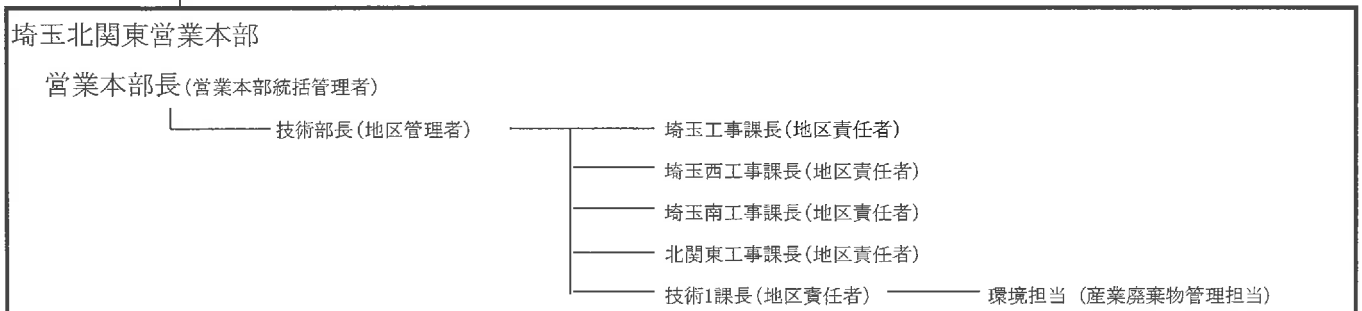 埼玉北関東営業本部
営業本部長(営業本部統括管理者)
技術部長(地区管理者) 埼玉工事課長(地区責任者)
埼玉西工事課長(地区責任者)
埼玉南工事課長(地区責任者)
北関東工事課長(地区責任者)
技術1課長(地区責任者) 環境担当 (産業廃棄物管理担当)